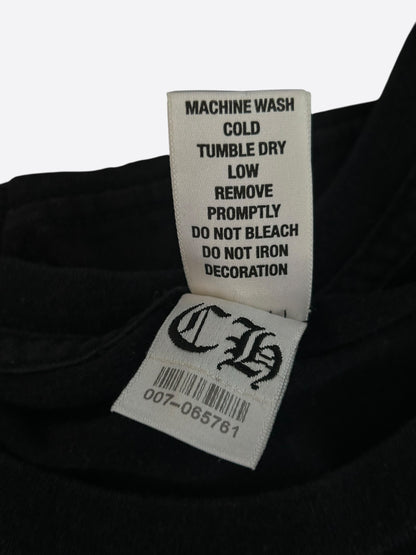 MACHINE WASH
COLD
TUMBLE DRY
LOW
REMOVE
PROMPTLY
DO NOT BLEACH
DO NOT IRON
DECORATION
CH
007-065761